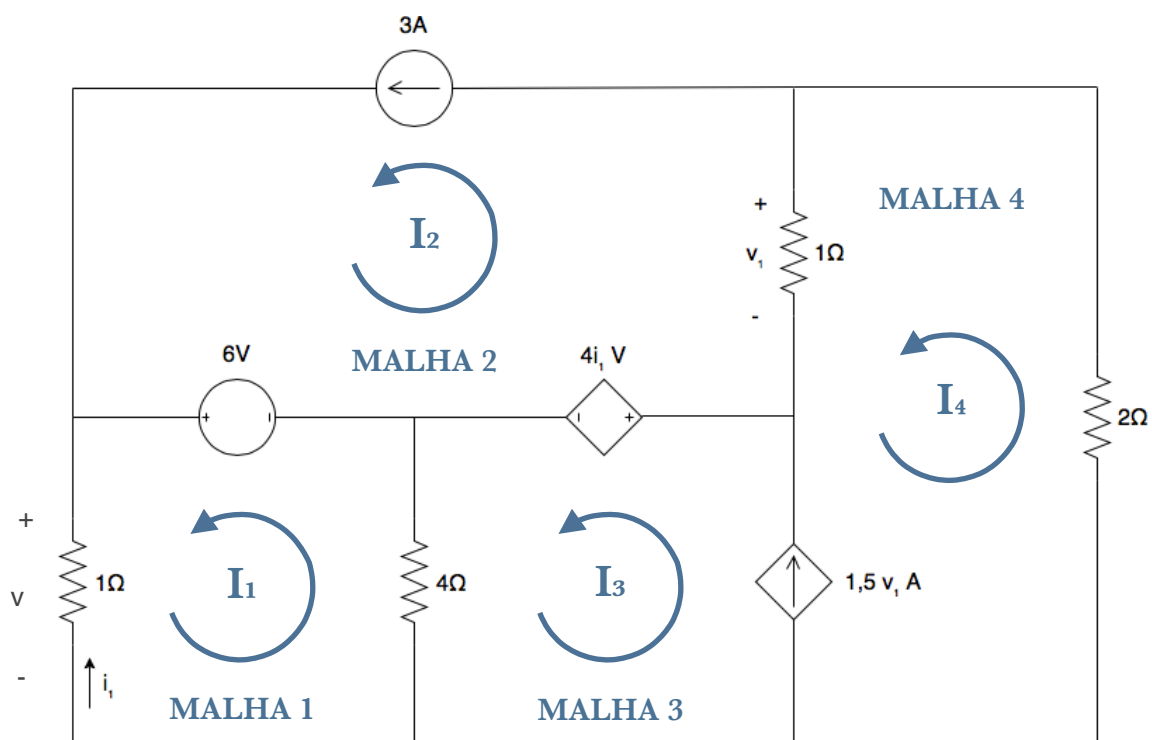 3A
MALHA 4
I₂
+
v₁
1Ω
-
6V
MALHA 2
4i₁ V
+
-
-
+
I₄
2Ω
+
v
-
1Ω
I₁
4Ω
I₃
1,5 v₁ A
i₁
MALHA 1
MALHA 3